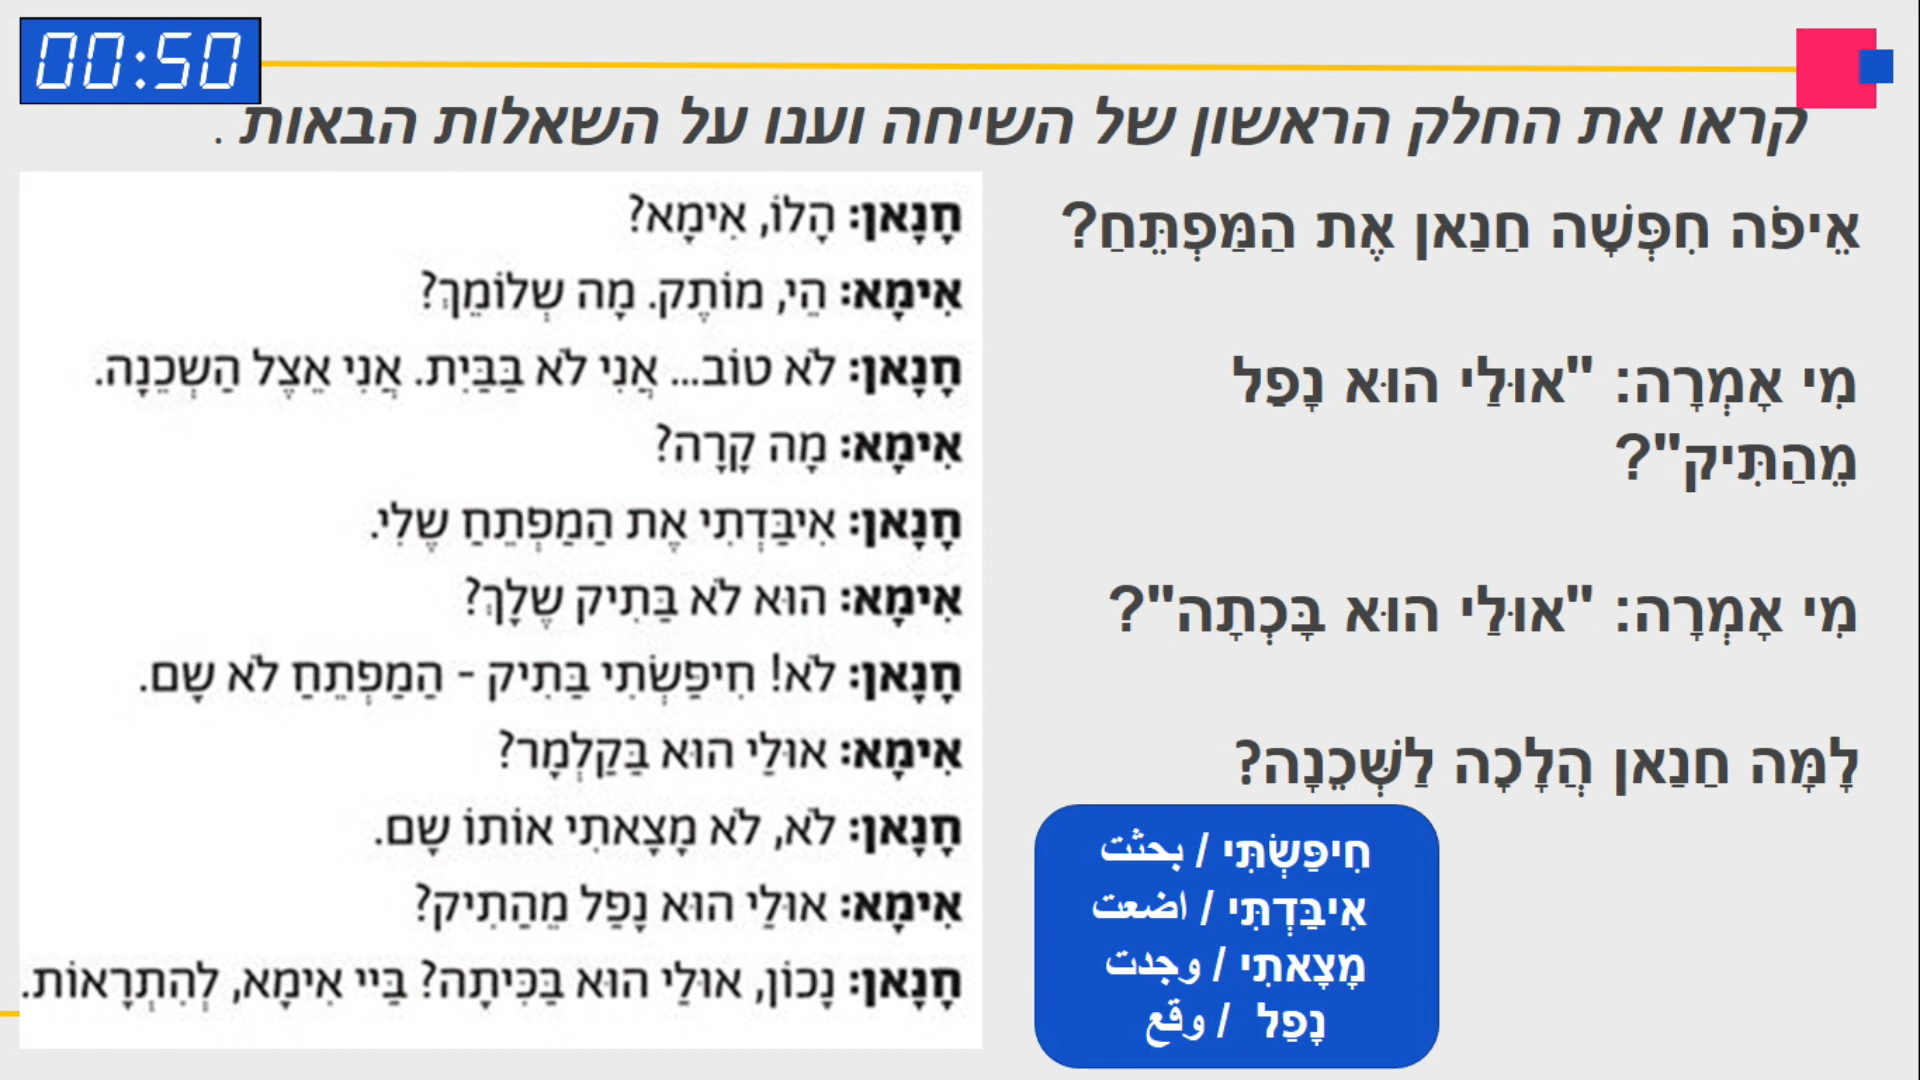 00:50
קראו את החלק הראשון של השיחה וענו על השאלות הבאות .
אֵיפֹה חִפְּשָׂה חַנַאן אֶת הַמַּפְתֵּחַ?
מִי אָמְרָה: "אוּלַי הוּא נָפַל
מֵהַתִּיק"?
מִי אָמְרָה: "אוּלַי הוּא בָּכְתָה"?
לָמָּה חַנַאן הֲלָכָה לַשְּׁכֵנָה?
חָנָאן: הָלוֹ, אִימָא?
אִימָא: הֵי, מוֹתֶק. מָה שְלוֹמֵךְ?
חָנָאן: לֹא טוֹב... אֲנִי לֹא בַּבַּיִת. אֲנִי אֵצֶל הַשְכֵנָה.
אִימָא: מָה קָרָה?
חָנָאן: אִיבַּדְתִי אֶת הַמַפְתֵחַ שֶלִי.
אִימָא: הוּא לֹא בַּתִיק שֶלָךְ?
חָנָאן: לֹא! חִיפַּשְׂתִי בַּתִיק - הַמַפְתֵחַ לֹא שָם.
אִימָא: אוּלַי הוּא בַּקַלְמָר?
חָנָאן: לֹא, לֹא מָצָאתִי אוֹתוֹ שָם.
אִימָא: אוּלַי הוּא נָפַל מֵהַתִיק?
חָנָאן: נָכוֹן, אוּלַי הוּא בַּכִּיתָה? בַּיי אִימָא, לְהִתְרָאוֹת.
חִיפַּשְׂתִּי / بحثت
אִיבַּדְתִּי / اضعت
מָצָאתִי / وجدت
נָפַל / وقع